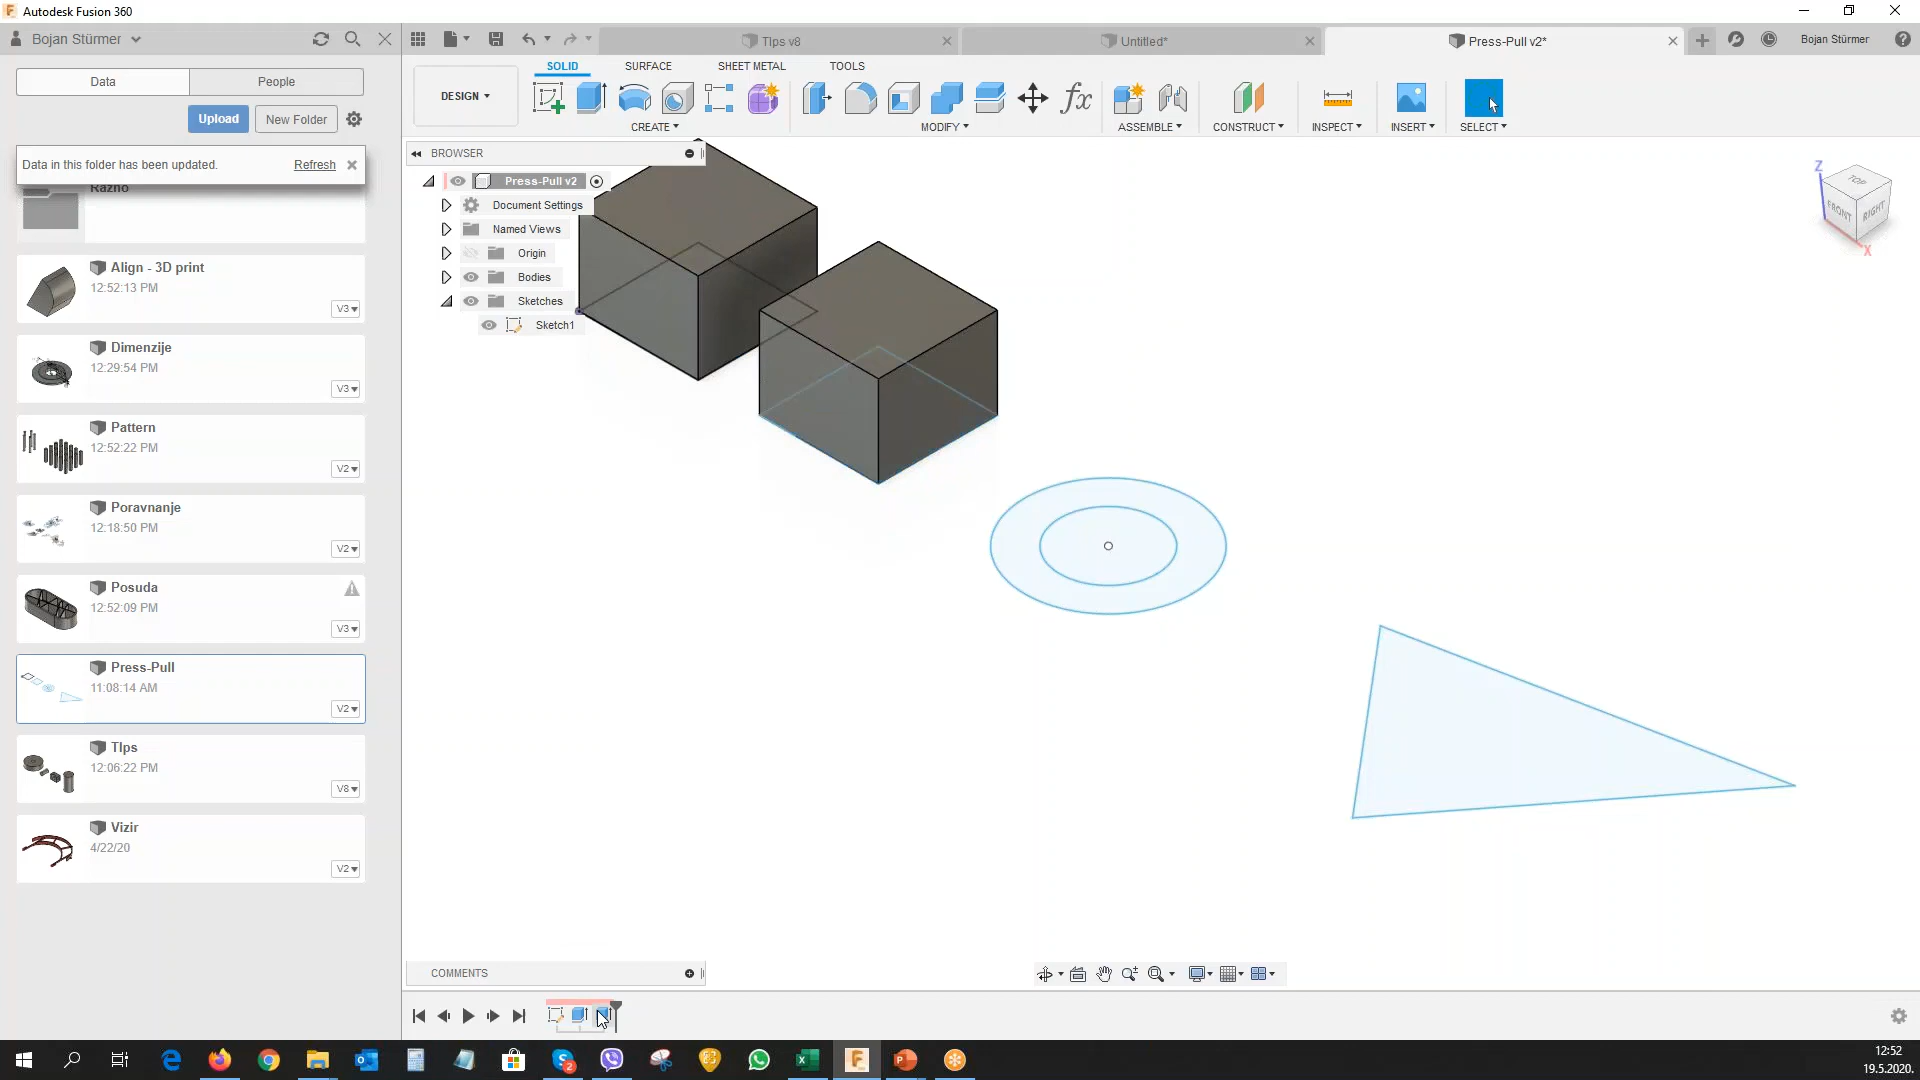 Autodesk Fusion 360
Bojan Stürmer
TIps v8
Untitled*
Press-Pull v2*
Bojan Stürmer
Data
People
SOLID
SURFACE
SHEET METAL
TOOLS
DESIGN
Upload
New Folder
CREATE
MODIFY
ASSEMBLE
CONSTRUCT
INSPECT
INSERT
SELECT
Data in this folder has been updated.
Refresh
BROWSER
Press-Pull v2
Document Settings
Named Views
Origin
Bodies
Sketches
Sketch1
Z
TOP
FRONT
RIGHT
X
Razno
Align - 3D print
12:52:13 PM
V3
Dimenzije
12:29:54 PM
V3
Pattern
12:52:22 PM
V2
Poravnanje
12:18:50 PM
V2
Posuda
12:52:09 PM
V3
Press-Pull
11:08:14 AM
V2
TIps
12:06:22 PM
V8
Vizir
4/22/20
V2
COMMENTS
2
12:52
19.5.2020.